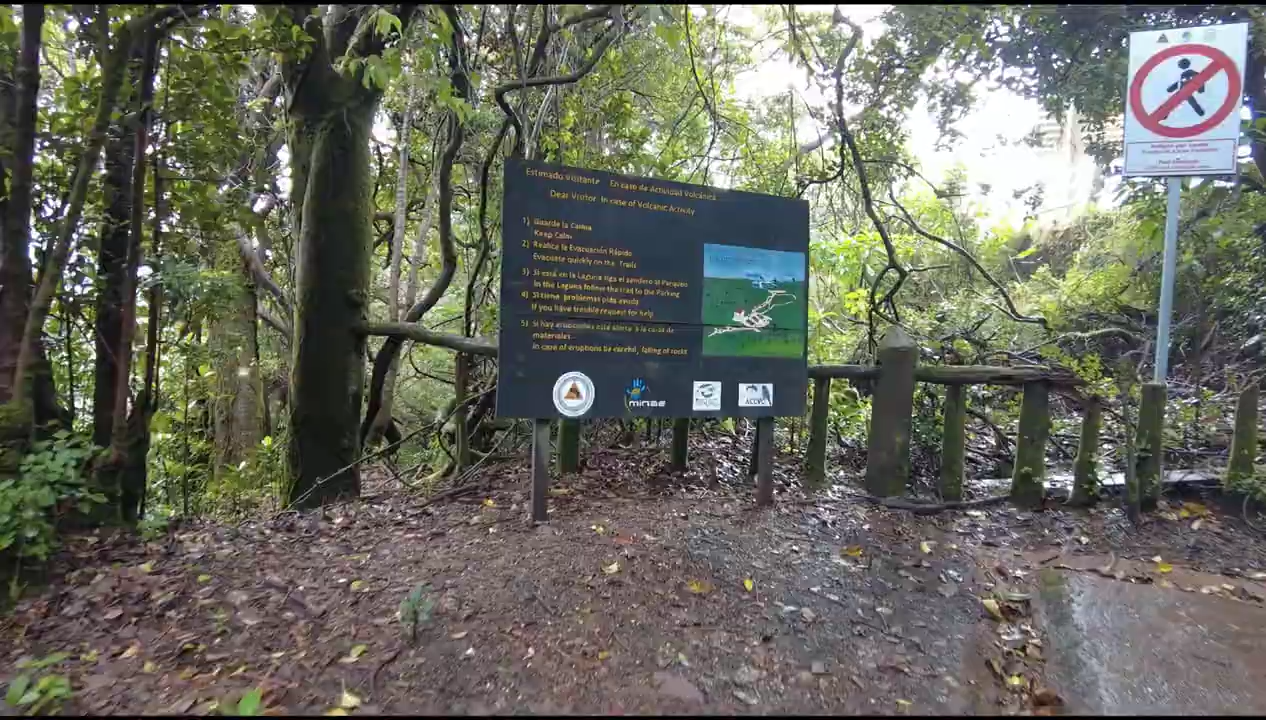 Estimado Visitante En caso de Actividad Volcánica
Dear Visitor In case of Volcanic Activity
1) Guarde la Calma
Keep Calm
2) Realice la Evacuación Rápido
Evacuate quickly on the Trails
3) Si está en la Laguna siga el sendero al Parqueo
In the Laguna follow the trail to the Parking
4) Si tiene problemas pida ayuda
If you have trouble request for help
5) Si hay erupciones esté alerta a la caída de
materiales.
In case of eruptions be careful, falling of rocks
minae
ACCVC